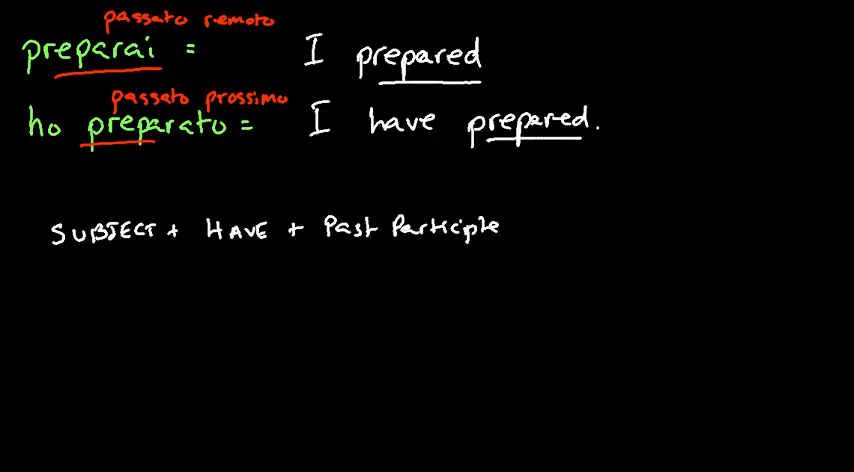 passato remoto
preparai = I prepared
passato prossimo
ho preparato = I have prepared.
SUBJECT + HAVE + Past Participle